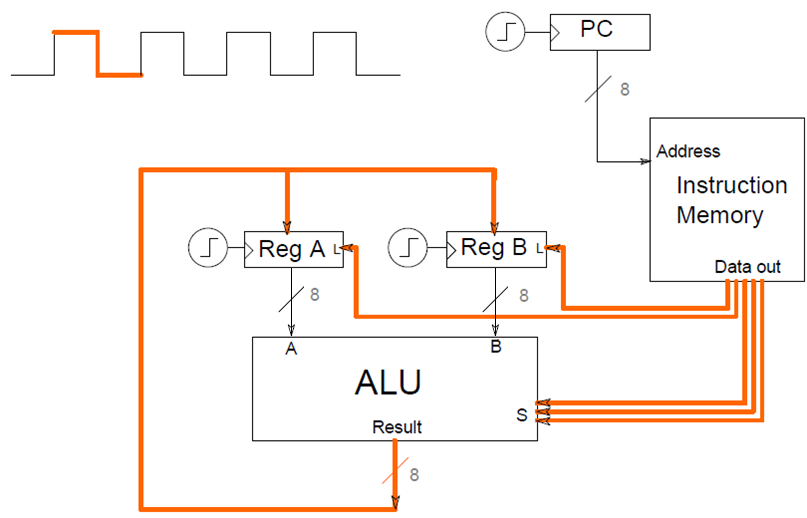 PC
8
Address
Instruction
Memory
Data out
Reg A L
Reg B L
8
8
A
B
ALU
S
Result
8